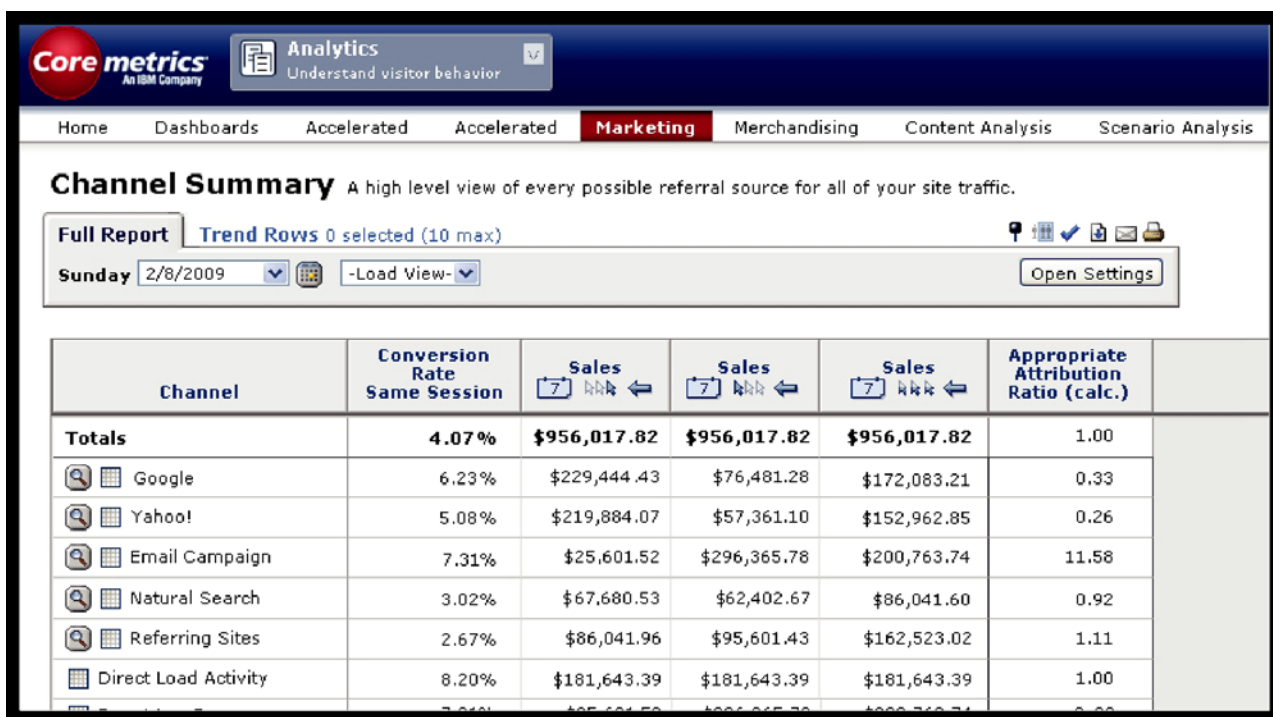 Core metrics
An IBM Company
Analytics
Understand visitor behavior
Home Dashboards Accelerated Accelerated Marketing Merchandising Content Analysis Scenario Analysis
Channel Summary A high level view of every possible referral source for all of your site traffic.
Full Report Trend Rows 0 selected (10 max)
Sunday 2/8/2009 -Load View- Open Settings
Channel Conversion Rate Same Session Sales 7 Sales 7 Sales 7 Appropriate Attribution Ratio (calc.)
Totals 4.07% $956,017.82 $956,017.82 $956,017.82 1.00
Google 6.23% $229,444.43 $76,481.28 $172,083.21 0.33
Yahoo! 5.08% $219,884.07 $57,361.10 $152,962.85 0.26
Email Campaign 7.31% $25,601.52 $296,365.78 $200,763.74 11.58
Natural Search 3.02% $67,680.53 $62,402.67 $86,041.60 0.92
Referring Sites 2.67% $86,041.96 $95,601.43 $162,523.02 1.11
Direct Load Activity 8.20% $181,643.39 $181,643.39 $181,643.39 1.00